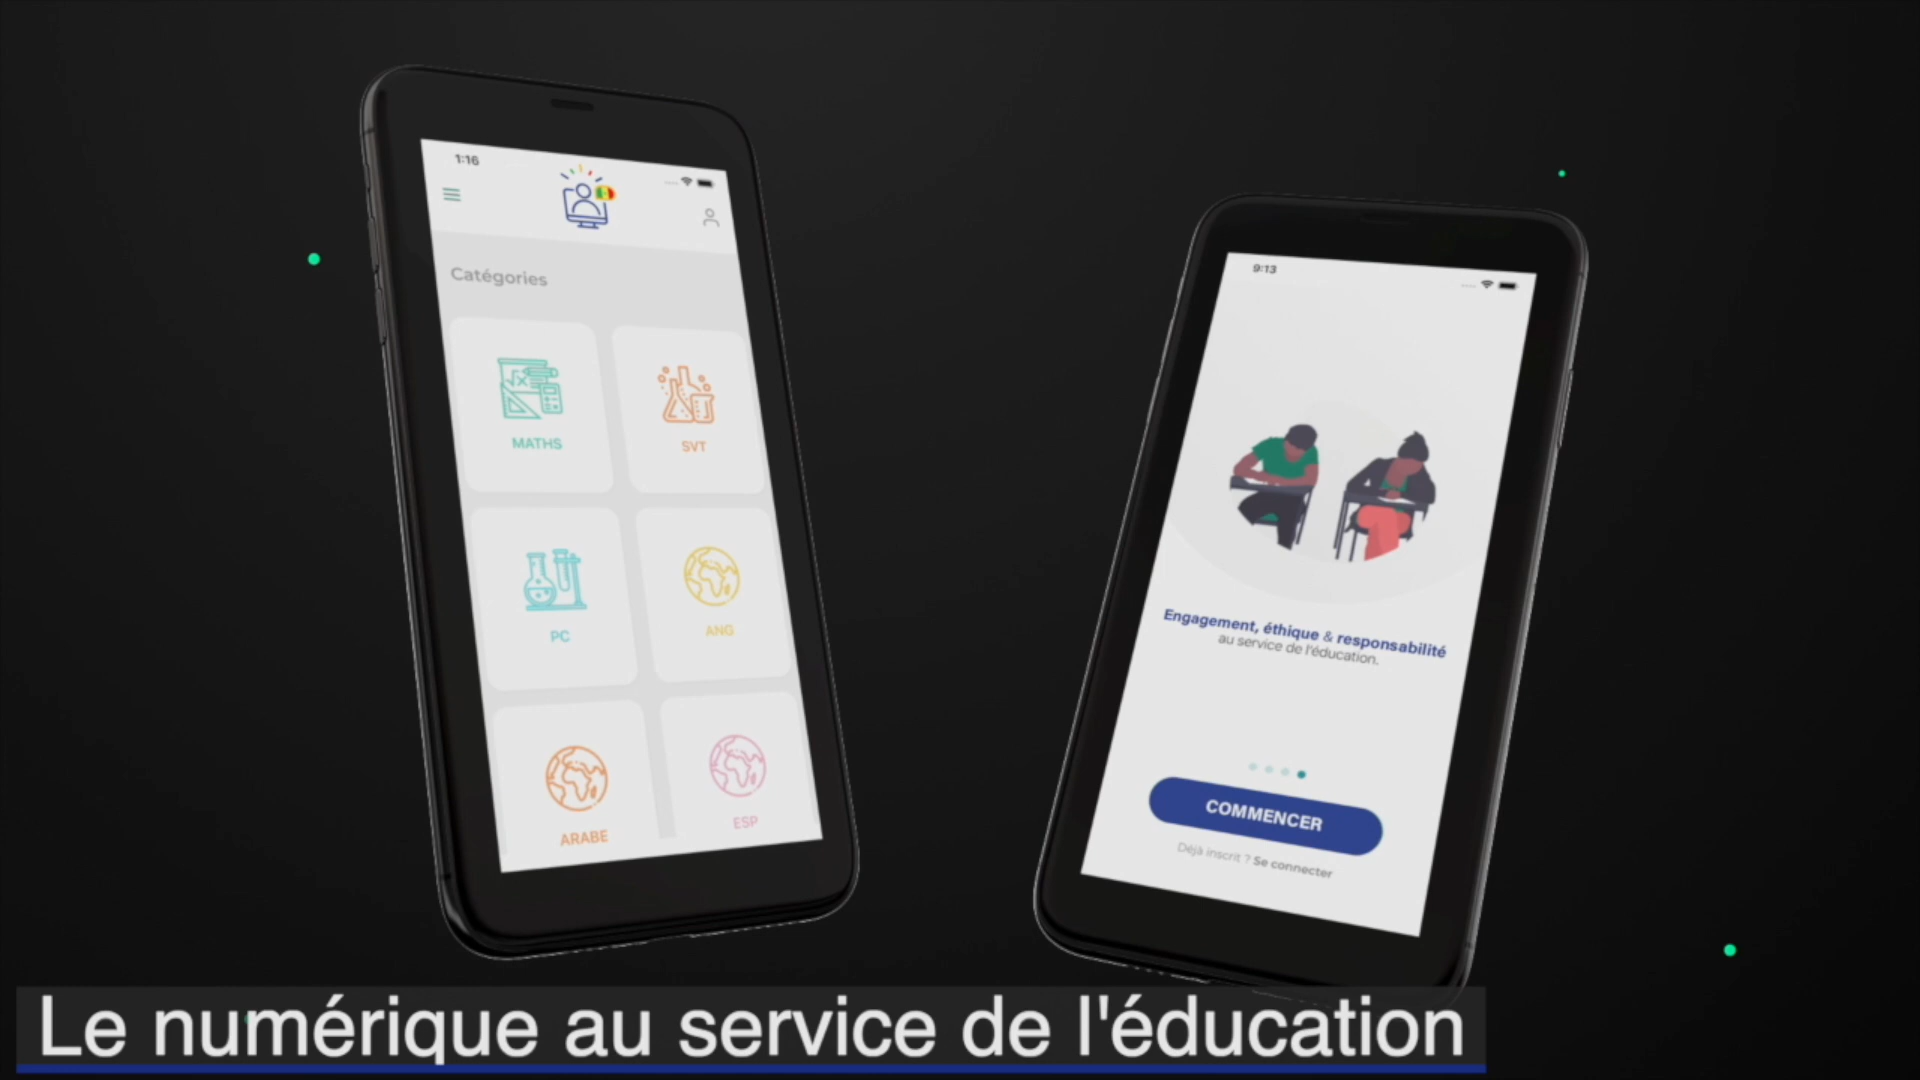 1:16
Catégories
MATHS
SVT
PC
ANG
ARABE
ESP
9:13
Engagement, éthique & responsabilité
au service de l'éducation.
COMMENCER
Déjà inscrit ? Se connecter
Le numérique au service de l'éducation